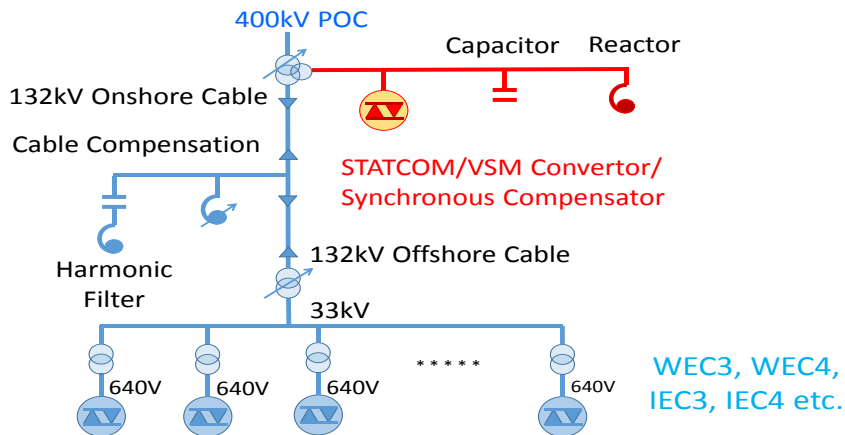 400kV POC
Capacitor
Reactor
132kV Onshore Cable
Cable Compensation
STATCOM/VSM Convertor/
Synchronous Compensator
132kV Offshore Cable
Harmonic
Filter
33kV
*****
640V
640V
640V
640V
WEC3, WEC4,
IEC3, IEC4 etc.